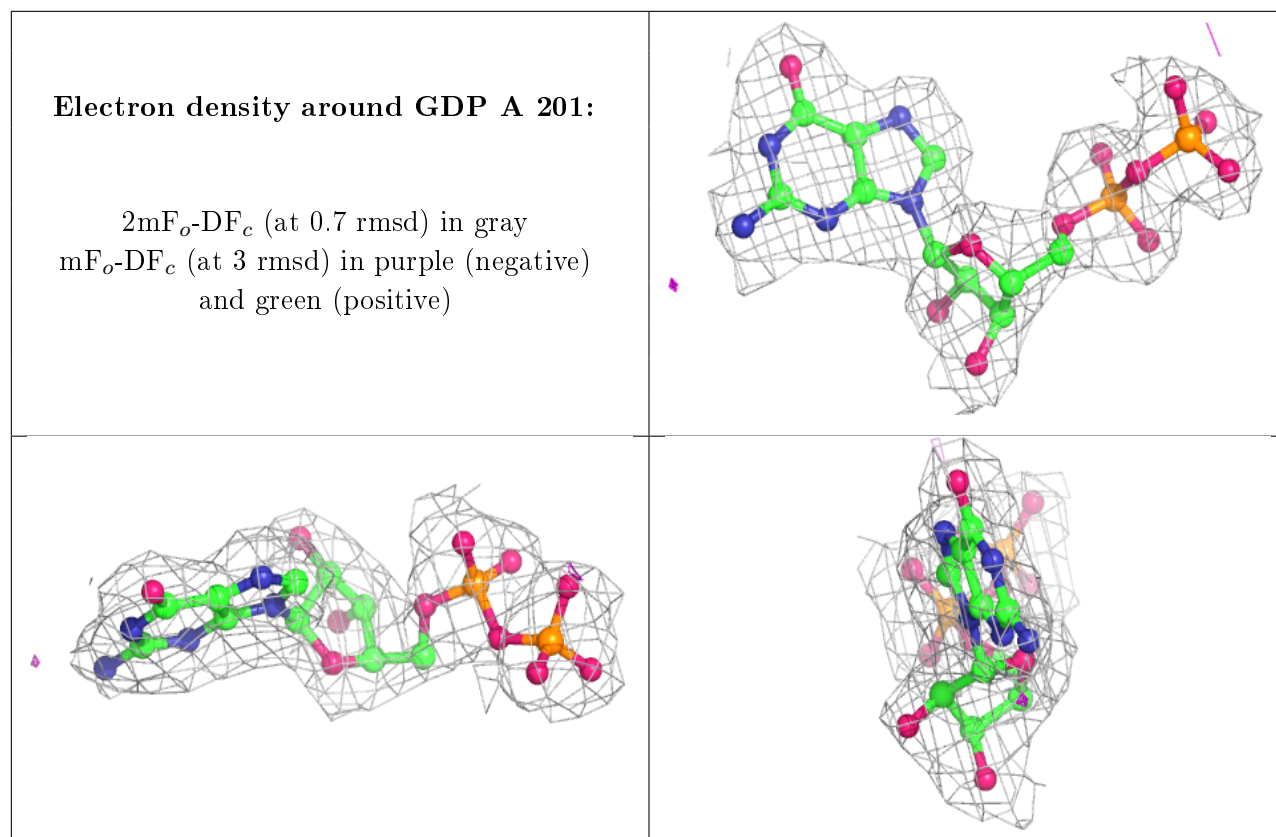 Electron density around GDP A 201:
2mFo-DFc (at 0.7 rmsd) in gray
mFo-DFc (at 3 rmsd) in purple (negative)
and green (positive)